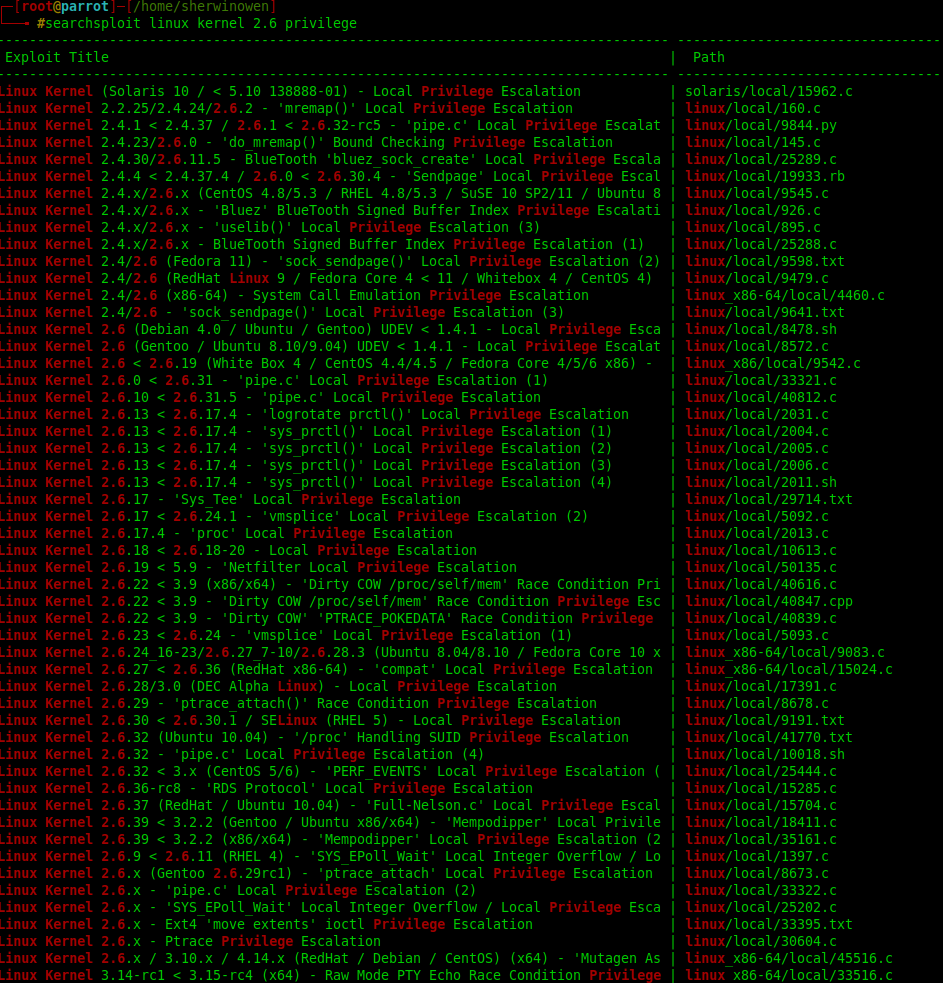 ─[root@parrot]─[/home/sherwinowen]
#searchsploit linux kernel 2.6 privilege
Exploit Title | Path
Linux Kernel (Solaris 10 / < 5.10 138888-01) - Local Privilege Escalation | solaris/local/15962.c
Linux Kernel 2.2.25/2.4.24/2.6.2 - 'mremap()' Local Privilege Escalation | linux/local/160.c
Linux Kernel 2.4.1 < 2.4.37 / 2.6.1 < 2.6.32-rc5 - 'pipe.c' Local Privilege Escalat | linux/local/9844.py
Linux Kernel 2.4.23/2.6.0 - 'do_mremap()' Bound Checking Privilege Escalation | linux/local/145.c
Linux Kernel 2.4.30/2.6.11.5 - BlueTooth 'bluez_sock_create' Local Privilege Escala | linux/local/25289.c
Linux Kernel 2.4.4 < 2.4.37.4 / 2.6.0 < 2.6.30.4 - 'Sendpage' Local Privilege Escal | linux/local/19933.rb
Linux Kernel 2.4.x/2.6.x (CentOS 4.8/5.3 / RHEL 4.8/5.3 / SuSE 10 SP2/11 / Ubuntu 8 | linux/local/9545.c
Linux Kernel 2.4.x/2.6.x - 'Bluez' BlueTooth Signed Buffer Index Privilege Escalati | linux/local/926.c
Linux Kernel 2.4.x/2.6.x - 'uselib()' Local Privilege Escalation (3) | linux/local/895.c
Linux Kernel 2.4.x/2.6.x - BlueTooth Signed Buffer Index Privilege Escalation (1) | linux/local/25288.c
Linux Kernel 2.4/2.6 (Fedora 11) - 'sock_sendpage()' Local Privilege Escalation (2) | linux/local/9598.txt
Linux Kernel 2.4/2.6 (RedHat Linux 9 / Fedora Core 4 < 11 / Whitebox 4 / CentOS 4) | linux/local/9479.c
Linux Kernel 2.4/2.6 (x86-64) - System Call Emulation Privilege Escalation | linux_x86-64/local/4460.c
Linux Kernel 2.4/2.6 - 'sock_sendpage()' Local Privilege Escalation (3) | linux/local/9641.txt
Linux Kernel 2.6 (Debian 4.0 / Ubuntu / Gentoo) UDEV < 1.4.1 - Local Privilege Esca | linux/local/8478.sh
Linux Kernel 2.6 (Gentoo / Ubuntu 8.10/9.04) UDEV < 1.4.1 - Local Privilege Escalat | linux/local/8572.c
Linux Kernel 2.6 < 2.6.19 (White Box 4 / CentOS 4.4/4.5 / Fedora Core 4/5/6 x86) - | linux_x86/local/9542.c
Linux Kernel 2.6.0 < 2.6.31 - 'pipe.c' Local Privilege Escalation (1) | linux/local/33321.c
Linux Kernel 2.6.10 < 2.6.31.5 - 'pipe.c' Local Privilege Escalation | linux/local/40812.c
Linux Kernel 2.6.13 < 2.6.17.4 - 'logrotate prctl()' Local Privilege Escalation | linux/local/2031.c
Linux Kernel 2.6.13 < 2.6.17.4 - 'sys_prctl()' Local Privilege Escalation (1) | linux/local/2004.c
Linux Kernel 2.6.13 < 2.6.17.4 - 'sys_prctl()' Local Privilege Escalation (2) | linux/local/2005.c
Linux Kernel 2.6.13 < 2.6.17.4 - 'sys_prctl()' Local Privilege Escalation (3) | linux/local/2006.c
Linux Kernel 2.6.13 < 2.6.17.4 - 'sys_prctl()' Local Privilege Escalation (4) | linux/local/2011.sh
Linux Kernel 2.6.17 - 'Sys_Tee' Local Privilege Escalation | linux/local/29714.txt
Linux Kernel 2.6.17 < 2.6.24.1 - 'vmsplice' Local Privilege Escalation (2) | linux/local/5092.c
Linux Kernel 2.6.17.4 - 'proc' Local Privilege Escalation | linux/local/2013.c
Linux Kernel 2.6.18 < 2.6.18-20 - Local Privilege Escalation | linux/local/10613.c
Linux Kernel 2.6.19 < 5.9 - 'Netfilter Local Privilege Escalation | linux/local/50135.c
Linux Kernel 2.6.22 < 3.9 (x86/x64) - 'Dirty COW /proc/self/mem' Race Condition Pri | linux/local/40616.c
Linux Kernel 2.6.22 < 3.9 - 'Dirty COW /proc/self/mem' Race Condition Privilege Esc | linux/local/40847.cpp
Linux Kernel 2.6.22 < 3.9 - 'Dirty COW' 'PTRACE_POKEDATA' Race Condition Privilege | linux/local/40839.c
Linux Kernel 2.6.23 < 2.6.24 - 'vmsplice' Local Privilege Escalation (1) | linux/local/5093.c
Linux Kernel 2.6.24_16-23/2.6.27_7-10/2.6.28.3 (Ubuntu 8.04/8.10 / Fedora Core 10 x | linux_x86-64/local/9083.c
Linux Kernel 2.6.27 < 2.6.36 (RedHat x86-64) - 'compat' Local Privilege Escalation | linux_x86-64/local/15024.c
Linux Kernel 2.6.28/3.0 (DEC Alpha Linux) - Local Privilege Escalation | linux/local/17391.c
Linux Kernel 2.6.29 - 'ptrace_attach()' Race Condition Privilege Escalation | linux/local/8678.c
Linux Kernel 2.6.30 < 2.6.30.1 / SELinux (RHEL 5) - Local Privilege Escalation | linux/local/9191.txt
Linux Kernel 2.6.32 (Ubuntu 10.04) - '/proc' Handling SUID Privilege Escalation | linux/local/41770.txt
Linux Kernel 2.6.32 - 'pipe.c' Local Privilege Escalation (4) | linux/local/10018.sh
Linux Kernel 2.6.32 < 3.x (CentOS 5/6) - 'PERF_EVENTS' Local Privilege Escalation ( | linux/local/25444.c
Linux Kernel 2.6.36-rc8 - 'RDS Protocol' Local Privilege Escalation | linux/local/15285.c
Linux Kernel 2.6.37 (RedHat / Ubuntu 10.04) - 'Full-Nelson.c' Local Privilege Escal | linux/local/15704.c
Linux Kernel 2.6.39 < 3.2.2 (Gentoo / Ubuntu x86/x64) - 'Mempodipper' Local Privile | linux/local/18411.c
Linux Kernel 2.6.39 < 3.2.2 (x86/x64) - 'Mempodipper' Local Privilege Escalation (2 | linux/local/35161.c
Linux Kernel 2.6.9 < 2.6.11 (RHEL 4) - 'SYS_EPoll_Wait' Local Integer Overflow / Lo | linux/local/1397.c
Linux Kernel 2.6.x (Gentoo 2.6.29rc1) - 'ptrace_attach' Local Privilege Escalation | linux/local/8673.c
Linux Kernel 2.6.x - 'pipe.c' Local Privilege Escalation (2) | linux/local/33322.c
Linux Kernel 2.6.x - 'SYS_EPoll_Wait' Local Integer Overflow / Local Privilege Esca | linux/local/25202.c
Linux Kernel 2.6.x - Ext4 'move extents' ioctl Privilege Escalation | linux/local/33395.txt
Linux Kernel 2.6.x - Ptrace Privilege Escalation | linux/local/30604.c
Linux Kernel 2.6.x / 3.10.x / 4.14.x (RedHat / Debian / CentOS) (x64) - 'Mutagen As | linux_x86-64/local/45516.c
Linux Kernel 3.14-rc1 < 3.15-rc4 (x64) - Raw Mode PTY Echo Race Condition Privilege | linux_x86-64/local/33516.c